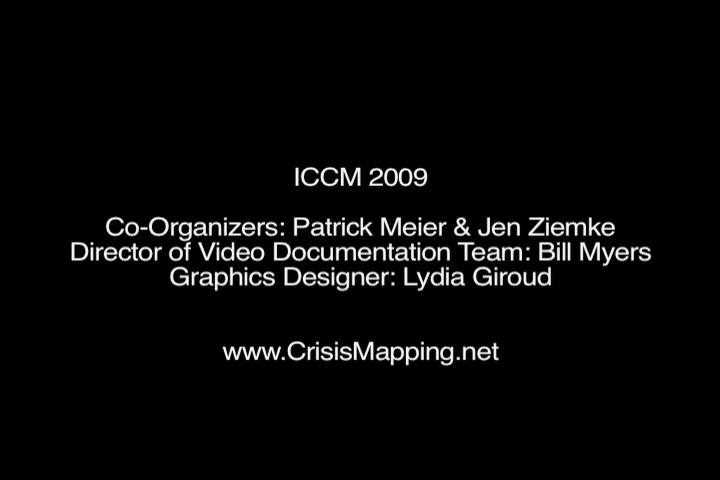 ICCM 2009
Co-Organizers: Patrick Meier & Jen Ziemke
Director of Video Documentation Team: Bill Myers
Graphics Designer: Lydia Giroud
www.CrisisMapping.net